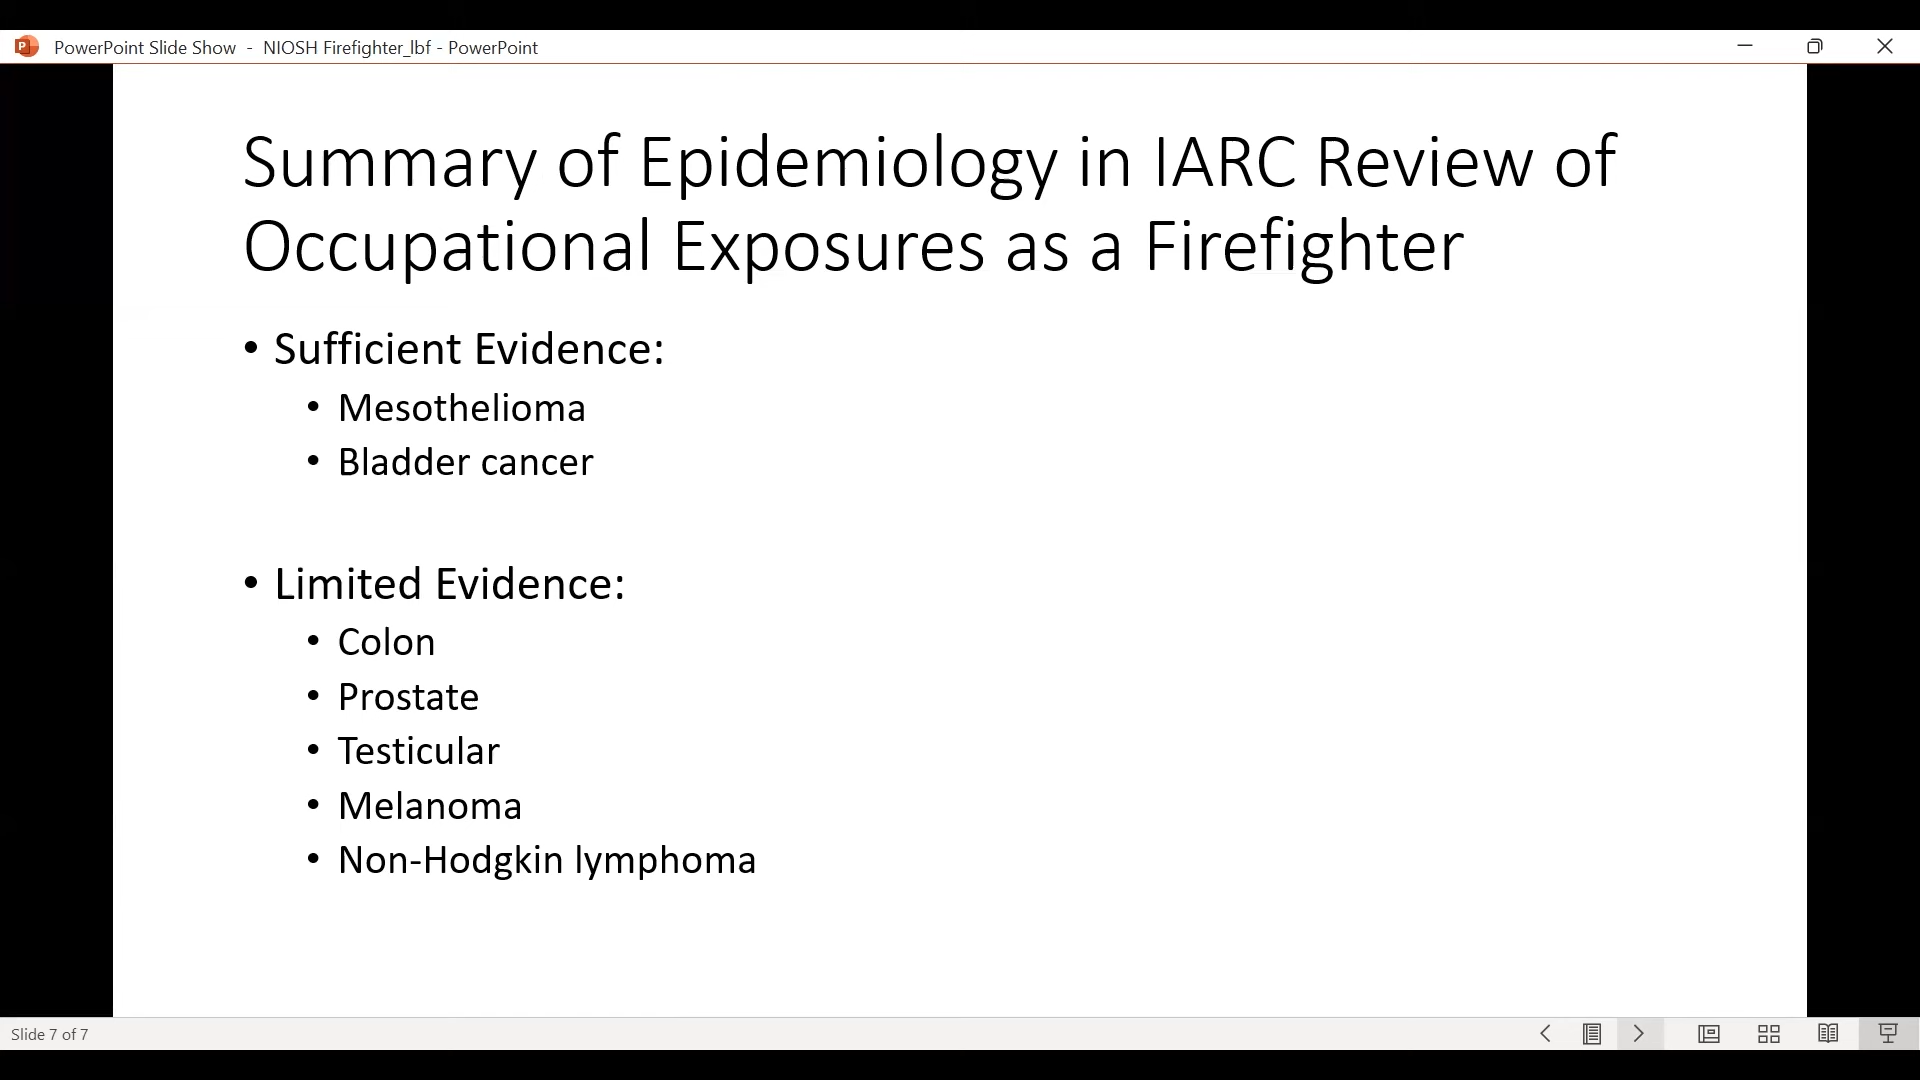 PowerPoint Slide Show - NIOSH Firefighter_lbf - PowerPoint
Summary of Epidemiology in IARC Review of
Occupational Exposures as a Firefighter
• Sufficient Evidence:
• Mesothelioma
• Bladder cancer
• Limited Evidence:
• Colon
• Prostate
• Testicular
• Melanoma
• Non-Hodgkin lymphoma
Slide 7 of 7